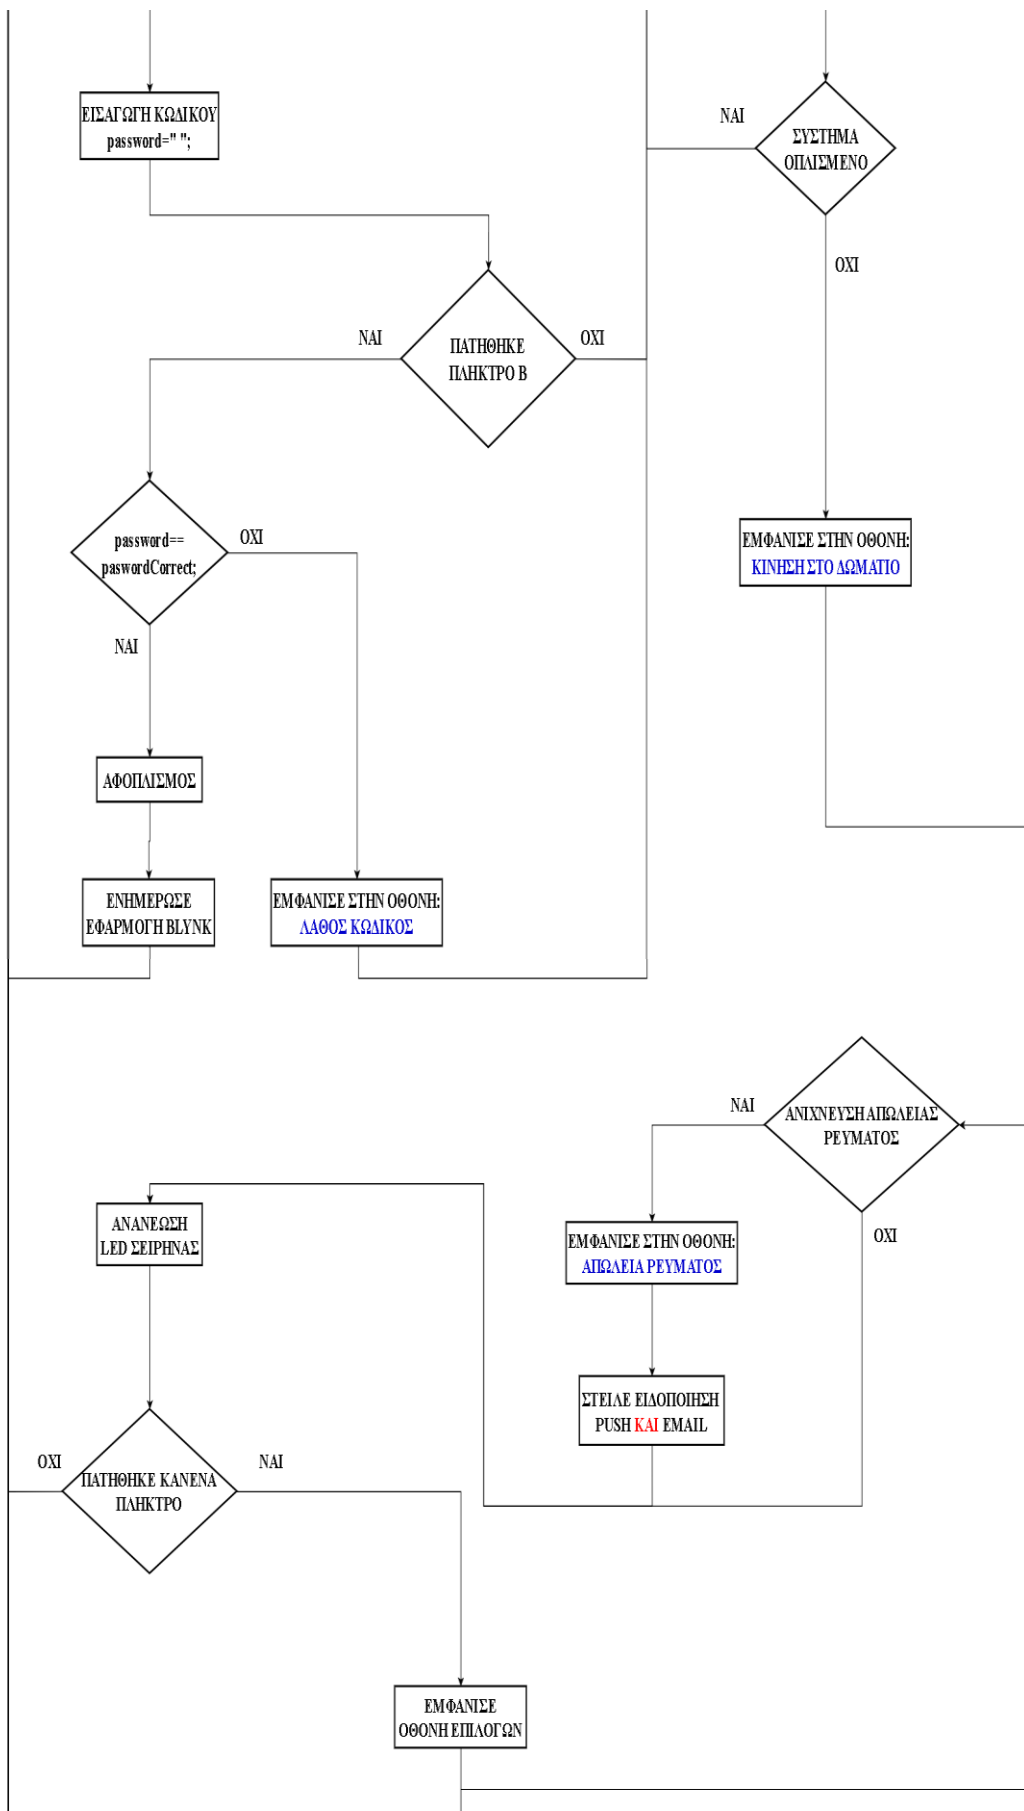 ΕΙΣΑΓΩΓΗ ΚΩΔΙΚΟΥ
password=" ";
ΝΑΙ
ΣΥΣΤΗΜΑ
ΟΠΛΙΣΜΕΝΟ
ΟΧΙ
ΝΑΙ
ΠΑΤΗΘΗΚΕ
ΠΛΗΚΤΡΟ Β
ΟΧΙ
password==
paswordCorrect;
ΟΧΙ
ΝΑΙ
ΕΜΦΑΝΙΣΕ ΣΤΗΝ ΟΘΟΝΗ:
ΚΙΝΗΣΗ ΣΤΟ ΔΩΜΑΤΙΟ
ΑΦΟΠΛΙΣΜΟΣ
ΕΝΗΜΕΡΩΣΕ
ΕΦΑΡΜΟΓΗ BLYNK
ΕΜΦΑΝΙΣΕ ΣΤΗΝ ΟΘΟΝΗ:
ΛΑΘΟΣ ΚΩΔΙΚΟΣ
ΝΑΙ
ΑΝΙΧΝΕΥΣΗ ΑΠΩΛΕΙΑΣ
ΡΕΥΜΑΤΟΣ
ΟΧΙ
ΑΝΑΝΕΩΣΗ
LED ΣΕΙΡΗΝΑΣ
ΕΜΦΑΝΙΣΕ ΣΤΗΝ ΟΘΟΝΗ:
ΑΠΩΛΕΙΑ ΡΕΥΜΑΤΟΣ
ΣΤΕΙΛΕ ΕΙΔΟΠΟΙΗΣΗ
PUSH ΚΑΙ EMAIL
ΟΧΙ
ΠΑΤΗΘΗΚΕ ΚΑΝΕΝΑ
ΠΛΗΚΤΡΟ
ΝΑΙ
ΕΜΦΑΝΙΣΕ
ΟΘΟΝΗ ΕΠΙΛΟΓΩΝ